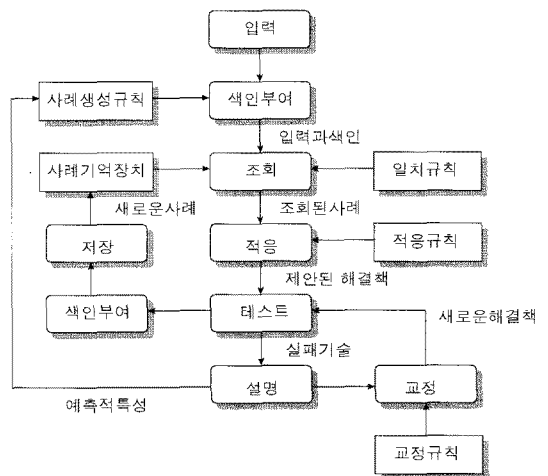 입력
사례생성규칙
색인부여
입력과색인
사례기억장치
조회
일치규칙
새로운사례
조회된사례
저장
적응
적응규칙
제안된 해결책
색인부여
테스트
새로운해결책
실패기술
설명
교정
예측적특성
교정규칙